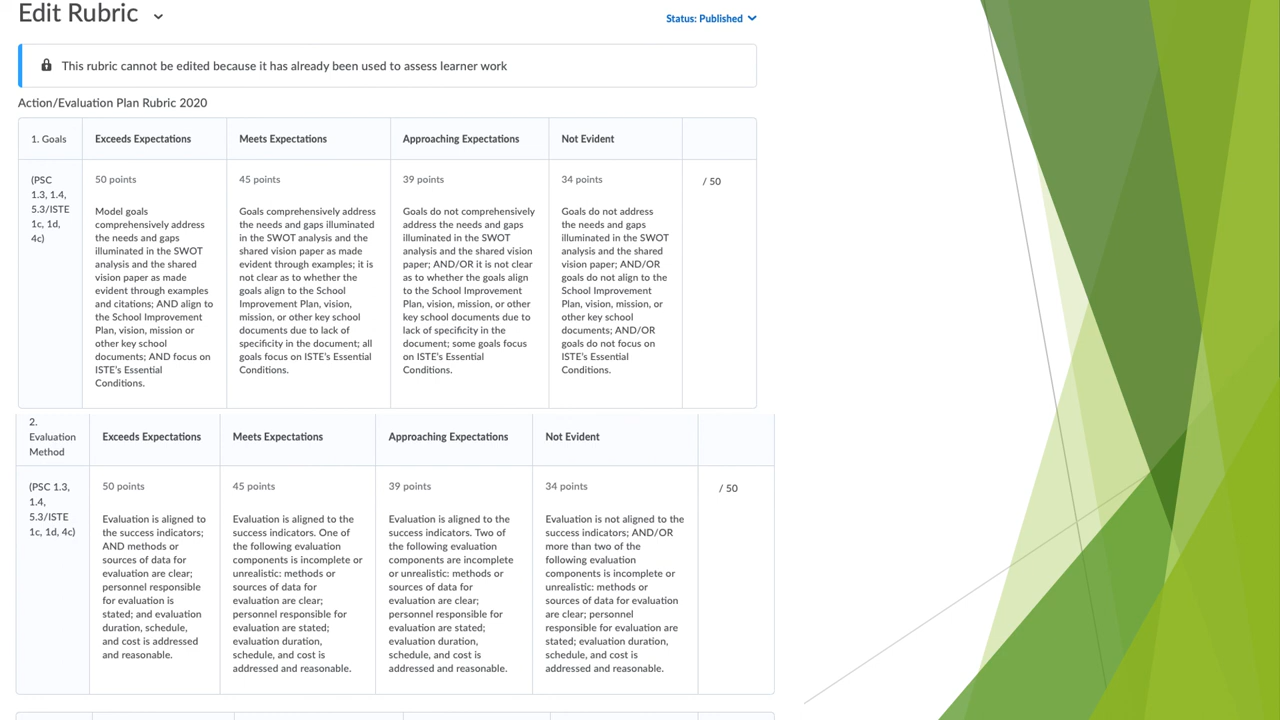 Edit Rubric
Status: Published
This rubric cannot be edited because it has already been used to assess learner work
Action/Evaluation Plan Rubric 2020
1. Goals
Exceeds Expectations
Meets Expectations
Approaching Expectations
Not Evident
(PSC
1.3, 1.4,
5.3/ISTE
1c, 1d,
4c)
50 points
Model goals
comprehensively address
the needs and gaps
illuminated in the SWOT
analysis and the shared
vision paper as made
evident through examples
and citations; AND align to
the School Improvement
Plan, vision, mission or
other key school
documents; AND focus on
ISTE's Essential
Conditions.
45 points
Goals comprehensively address
the needs and gaps illuminated
in the SWOT analysis and the
shared vision paper as made
evident through examples; it is
not clear as to whether the
goals align to the School
Improvement Plan, vision,
mission, or other key school
documents due to lack of
specificity in the document; all
goals focus on ISTE's Essential
Conditions.
39 points
Goals do not comprehensively
address the needs and gaps
illuminated in the SWOT
analysis and the shared vision
paper; AND/OR it is not clear
as to whether the goals align
to the School Improvement
Plan, vision, mission, or other
key school documents due to
lack of specificity in the
document; some goals focus
on ISTE's Essential
Conditions.
34 points
Goals do not address
the needs and gaps
illuminated in the SWOT
analysis and the shared
vision paper; AND/OR
goals do not align to the
School Improvement
Plan, vision, mission, or
other key school
documents; AND/OR
goals do not focus on
ISTE's Essential
Conditions.
/ 50
2.
Evaluation
Method
Exceeds Expectations
Meets Expectations
Approaching Expectations
Not Evident
(PSC 1.3,
1.4,
5.3/ISTE
1c, 1d, 4c)
50 points
Evaluation is aligned to
the success indicators;
AND methods or
sources of data for
evaluation are clear;
personnel responsible
for evaluation is
stated; and evaluation
duration, schedule,
and cost is addressed
and reasonable.
45 points
Evaluation is aligned to the
success indicators. One of
the following evaluation
components is incomplete or
unrealistic: methods or
sources of data for
evaluation are clear;
personnel responsible for
evaluation are stated;
evaluation duration,
schedule, and cost is
addressed and reasonable.
39 points
Evaluation is aligned to the
success indicators. Two of
the following evaluation
components are incomplete
or unrealistic: methods or
sources of data for
evaluation are clear;
personnel responsible for
evaluation are stated;
evaluation duration,
schedule, and cost is
addressed and reasonable.
34 points
Evaluation is not aligned to the
success indicators; AND/OR
more than two of the
following evaluation
components is incomplete or
unrealistic: methods or
sources of data for evaluation
are clear; personnel
responsible for evaluation are
stated; evaluation duration,
schedule, and cost is
addressed and reasonable.
/ 50